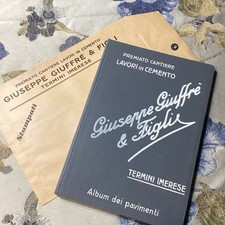 PREMIATO CANTIERE LAVORI IN CEMENTO
GIUSEPPE GIUFFRÈ & FIGLI
TERMINI IMERESE
Stampati
PREMIATO CANTIERE
LAVORI IN CEMENTO
Giuseppe Giuffrè
& Figli
TERMINI IMERESE
Album dei pavimenti